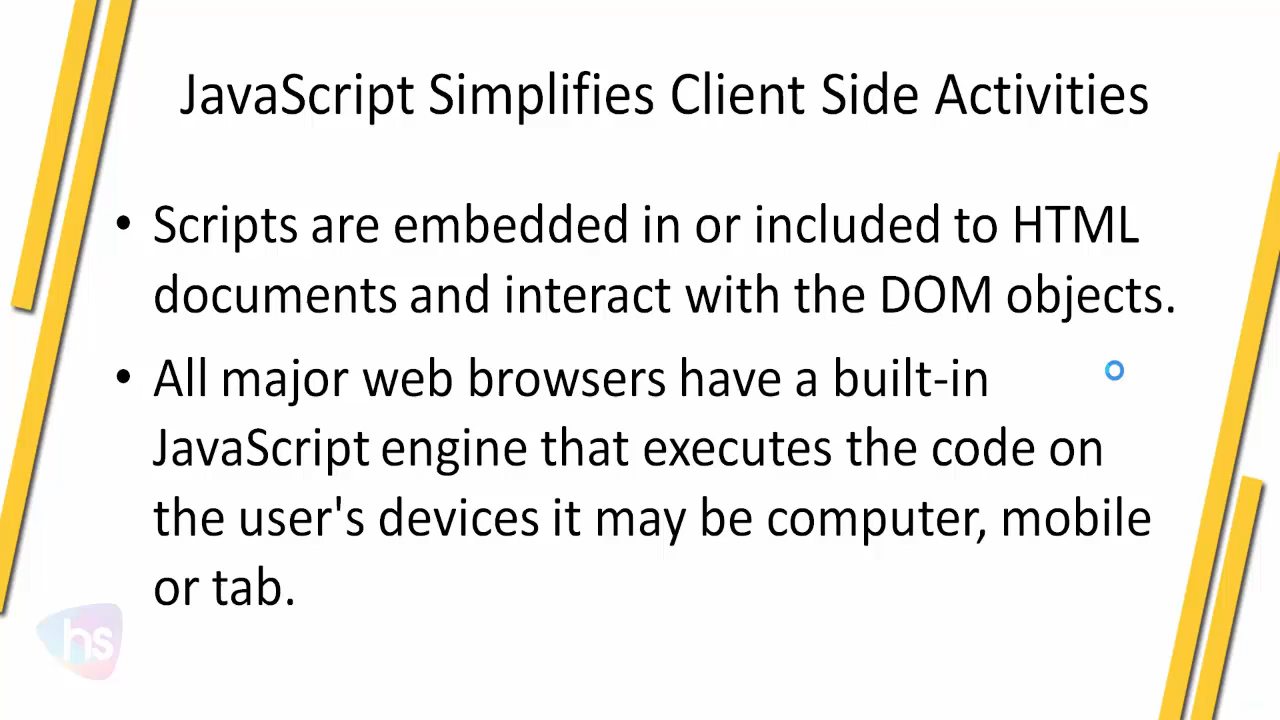 JavaScript Simplifies Client Side Activities
• Scripts are embedded in or included to HTML
documents and interact with the DOM objects.
• All major web browsers have a built-in
JavaScript engine that executes the code on
the user's devices it may be computer, mobile
or tab.
hs